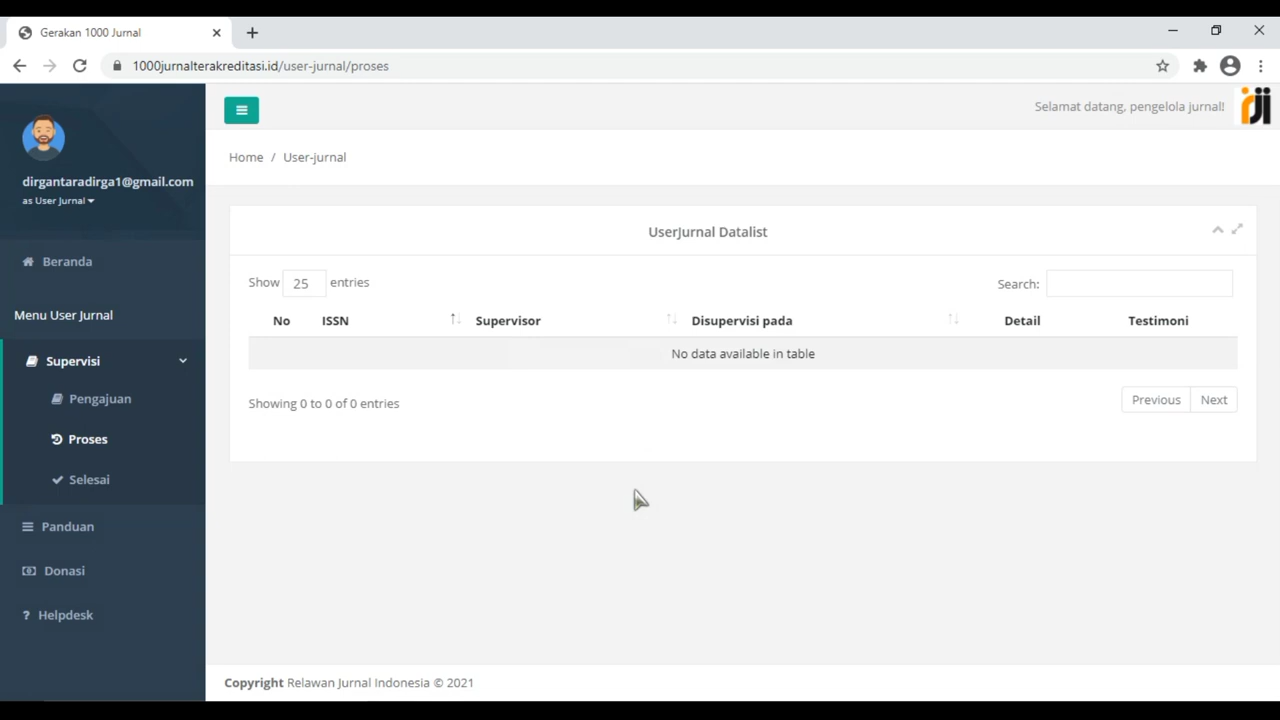 Gerakan 1000 Jurnal
1000jurnalterakreditasi.id/user-jurnal/proses
Selamat datang, pengelola jurnal!
rji
dirgantaradirga1@gmail.com
as User Jurnal
Beranda
Menu User Jurnal
Supervisi
Pengajuan
Proses
Selesai
Panduan
Donasi
? Helpdesk
Home / User-jurnal
UserJurnal Datalist
Show 25 entries
Search:
No ISSN Supervisor Disupervisi pada Detail Testimoni
No data available in table
Showing 0 to 0 of 0 entries
Previous Next
Copyright Relawan Jurnal Indonesia © 2021